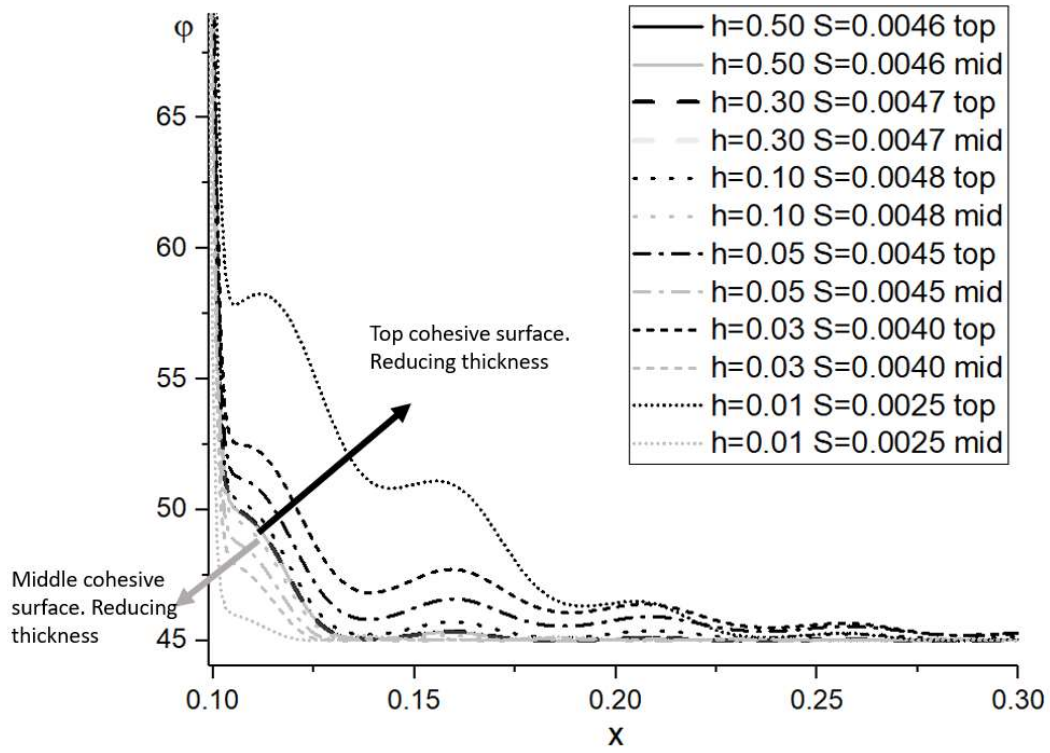 φ
65
60
55
50
45
0.10
0.15
0.20
0.25
0.30
X
h=0.50 S=0.0046 top
h=0.50 S=0.0046 mid
h=0.30 S=0.0047 top
h=0.30 S=0.0047 mid
h=0.10 S=0.0048 top
h=0.10 S=0.0048 mid
h=0.05 S=0.0045 top
h=0.05 S=0.0045 mid
h=0.03 S=0.0040 top
h=0.03 S=0.0040 mid
h=0.01 S=0.0025 top
h=0.01 S=0.0025 mid
Top cohesive surface.
Reducing thickness
Middle cohesive
surface. Reducing
thickness